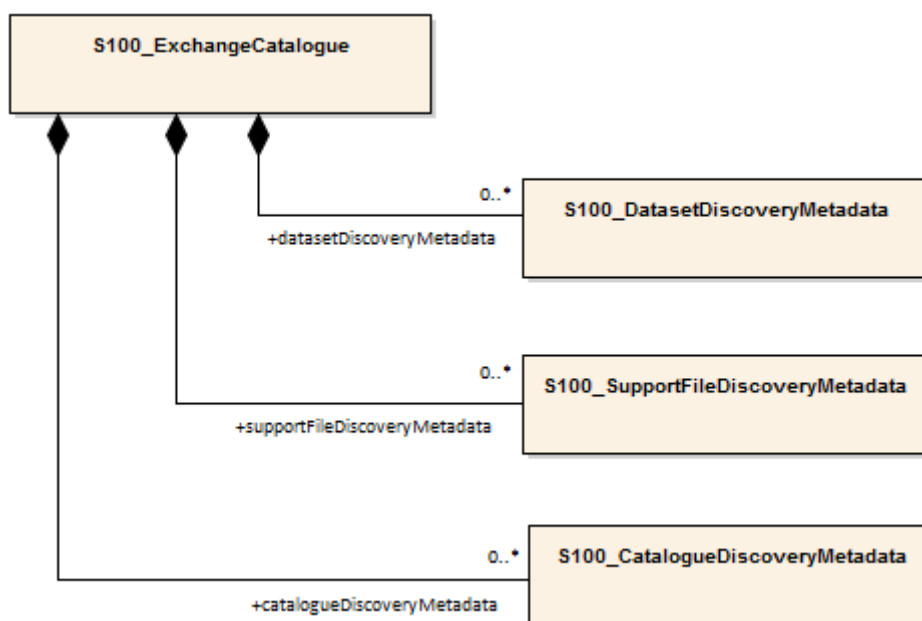 S100_ExchangeCatalogue
0..*
S100_DatasetDiscoveryMetadata
+datasetDiscoveryMetadata
0..*
S100_SupportFileDiscoveryMetadata
+supportFileDiscoveryMetadata
0..*
S100_CatalogueDiscoveryMetadata
+catalogueDiscoveryMetadata